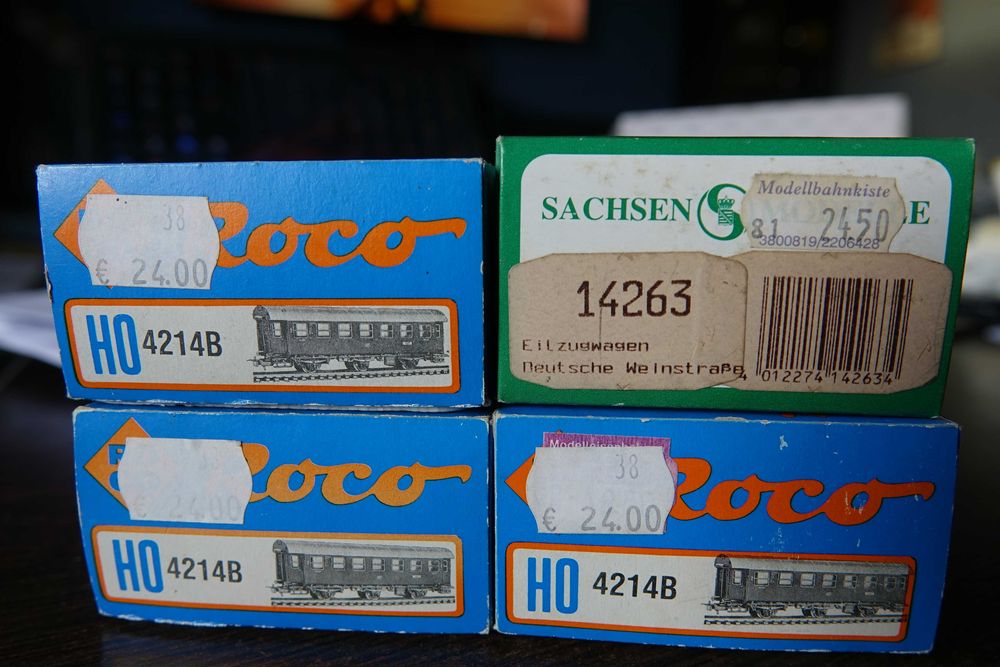 38
€ 24.00
Roco
HO 4214B
SACHSEN
Modellbahnkiste
81 2450
3800819/2206428
14263
Eilzugwagen
Deutsche Weinstraße
4 012274 142634
€ 24.00
Roco
HO 4214B
38
€ 24.00
Roco
HO 4214B